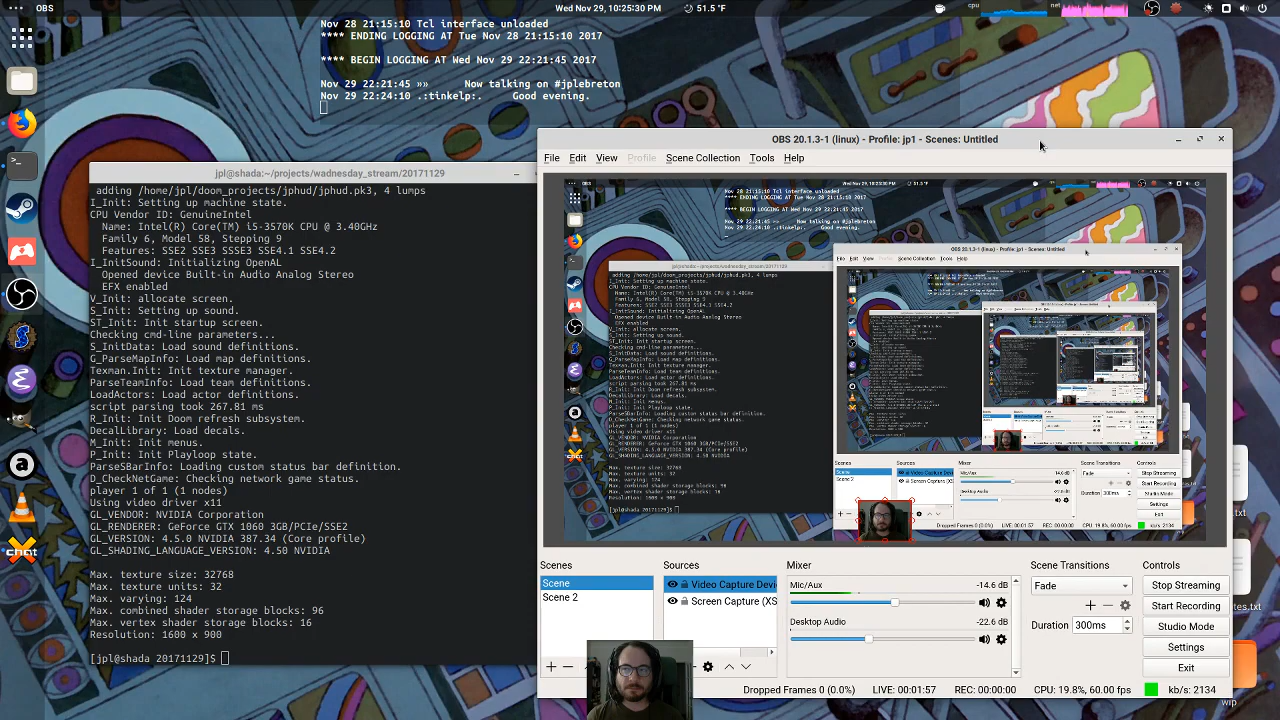 OBS
Wed Nov 29, 10:25:30 PM
51.5 °F
cpu
net
Nov 28 21:15:10 Tcl interface unloaded
**** ENDING LOGGING AT Tue Nov 28 21:15:10 2017
**** BEGIN LOGGING AT Wed Nov 29 22:21:45 2017
Nov 29 22:21:45 »» Now talking on #jplebreton
Nov 29 22:24:10 .:tinkelp:. Good evening.
jpl@shada:~/projects/wadnesday_stream/20171129
adding /home/jpl/doom_projects/jphud/jphud.pk3, 4 lumps
I_Init: Setting up machine state.
CPU Vendor ID: GenuineIntel
Name: Intel(R) Core(TM) i5-3570K CPU @ 3.40GHz
Family 6, Model 58, Stepping 9
Features: SSE2 SSE3 SSSE3 SSE4.1 SSE4.2
I_InitSound: Initializing OpenAL
Opened device Built-in Audio Analog Stereo
EFX enabled
V_Init: allocate screen.
S_Init: Setting up sound.
ST_Init: Init startup screen.
Checking cmd-line parameters...
S_InitData: Load sound definitions.
G_ParseMapInfo: Load map definitions.
Texman.Init: Init texture manager.
ParseTeamInfo: Load team definitions.
LoadActors: Load actor definitions.
script parsing took 267.81 ms
R_Init: Init Doom refresh subsystem.
DecalLibrary: Load decals.
M_Init: Init menus.
P_Init: Init Playloop state.
ParseSBarInfo: Loading custom status bar definition.
D_CheckNetGame: Checking network game status.
player 1 of 1 (1 nodes)
Using video driver x11
GL_VENDOR: NVIDIA Corporation
GL_RENDERER: GeForce GTX 1060 3GB/PCIe/SSE2
GL_VERSION: 4.5.0 NVIDIA 387.34 (Core profile)
GL_SHADING_LANGUAGE_VERSION: 4.50 NVIDIA
Max. texture size: 32768
Max. texture units: 32
Max. varying: 124
Max. combined shader storage blocks: 96
Max. vertex shader storage blocks: 16
Resolution: 1600 x 900
[jpl@shada 20171129]$
chat
OBS 20.1.3-1 (linux) - Profile: jp1 - Scenes: Untitled
File Edit View Profile Scene Collection Tools Help
Scenes
Scene
Scene 2
Sources
Video Capture Devi
Screen Capture (XS
Mixer
Mic/Aux -14.6 dB
Desktop Audio -22.6 dB
Scene Transitions
Fade
Duration 300ms
Controls
Stop Streaming
Start Recording
Studio Mode
Settings
Exit
Dropped Frames 0 (0.0%) LIVE: 00:01:57 REC: 00:00:00 CPU: 19.8%, 60.00 fps kb/s: 2134
otes.txt
txt
wip